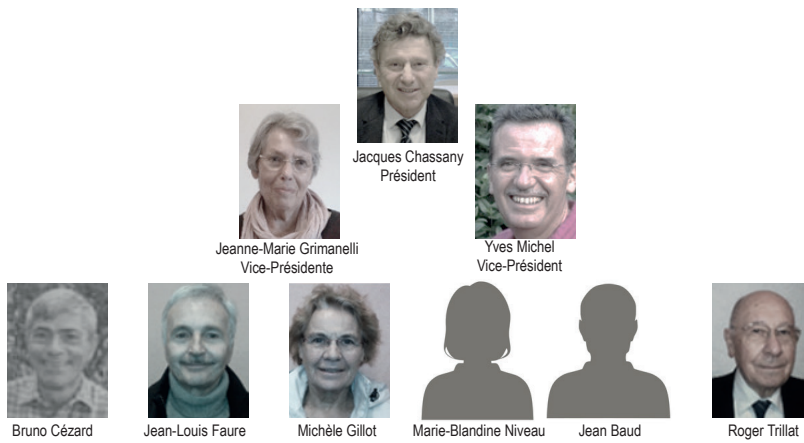 Jacques Chassany
Président
Jeanne-Marie Grimanelli
Vice-Présidente
Yves Michel
Vice-Président
Bruno Cézard
Jean-Louis Faure
Michèle Gillot
Marie-Blandine Niveau
Jean Baud
Roger Trillat